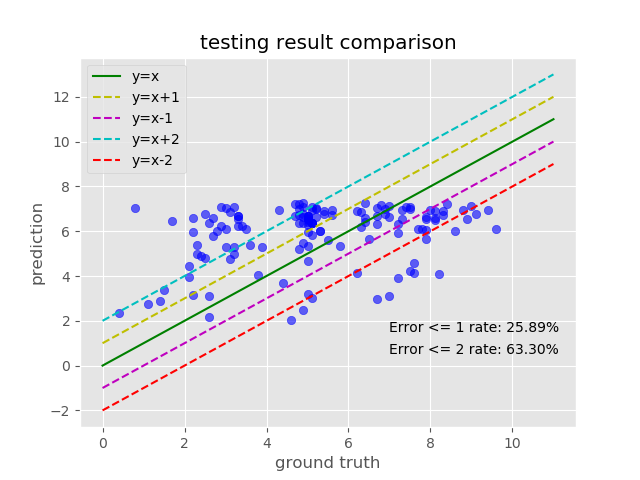 testing result comparison
y=x
y=x+1
y=x-1
y=x+2
y=x-2
12
10
8
6
4
2
0
−2
prediction
Error <= 1 rate: 25.89%
Error <= 2 rate: 63.30%
0 2 4 6 8 10
ground truth